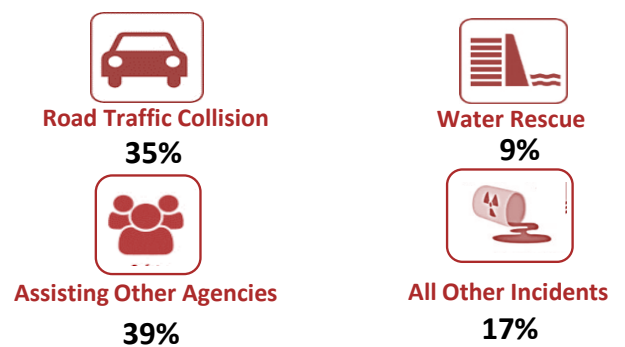 Road Traffic Collision
35%
Water Rescue
9%
Assisting Other Agencies
39%
All Other Incidents
17%